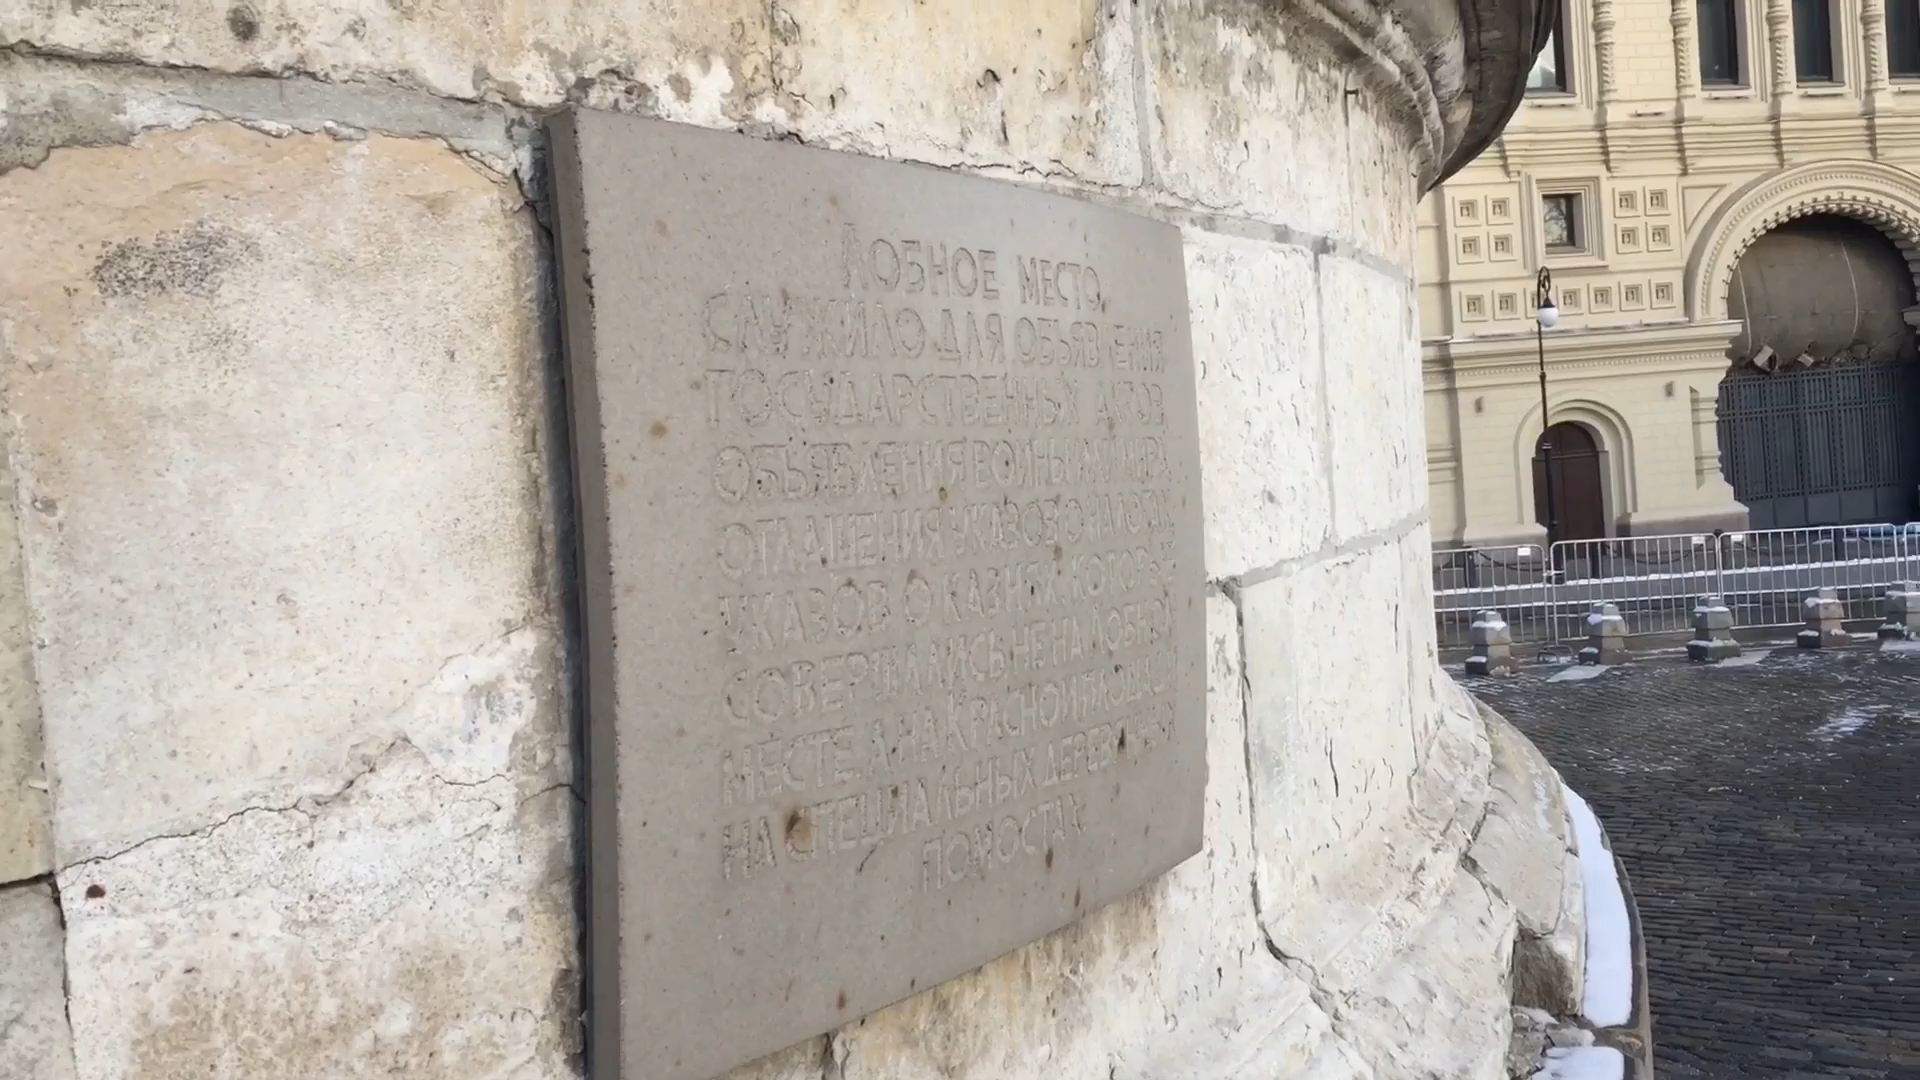 Лобное место
служило для объявления
государственных актов,
объявления войны или мира,
оглашения указов о налогах,
указов о казнях, которые
совершались не на Лобном
месте, а на Красной площади
на специальных деревянных
помостах.